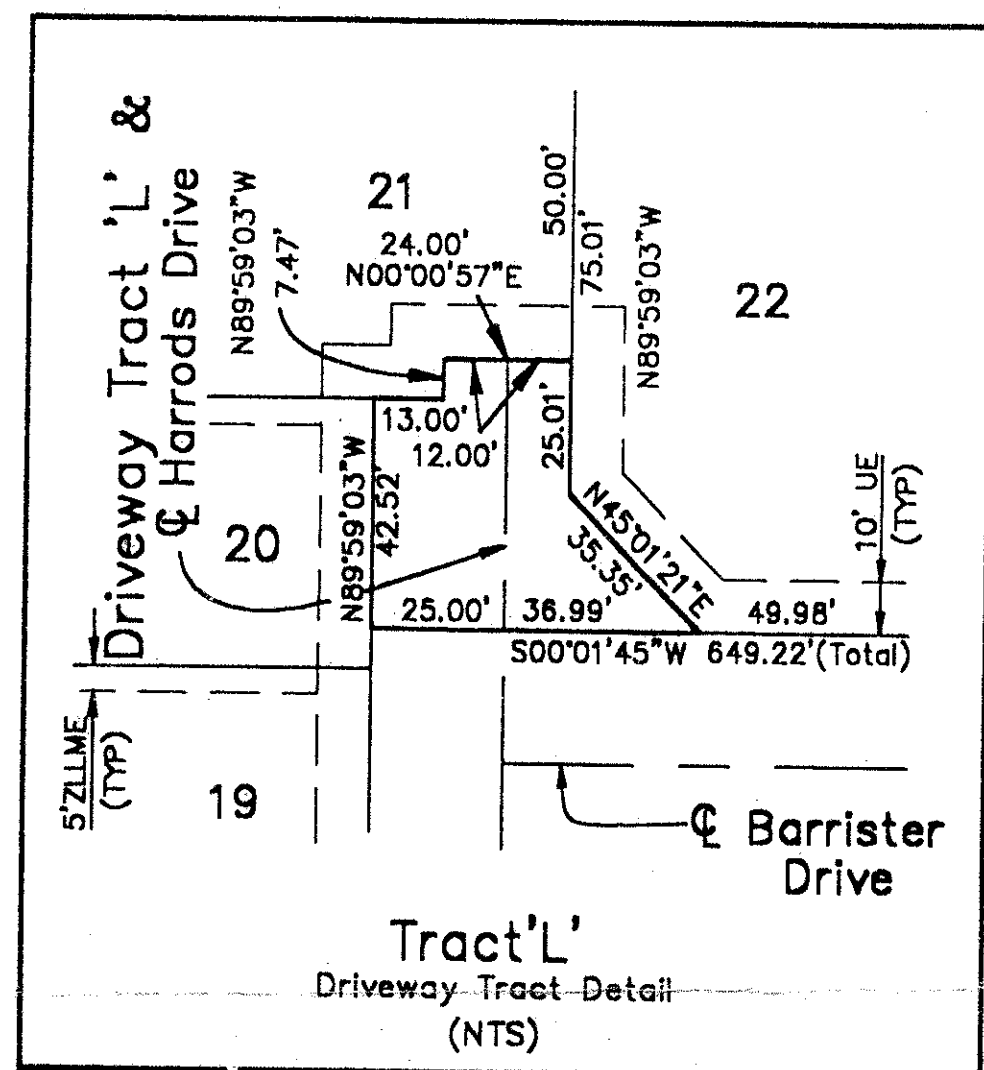 Driveway Tract 'L' &
℄ Harrods Drive
N89°59'03"W
7.47'
21
24.00'
N00°00'57"E
50.00'
75.01'
N89°59'03"W
22
13.00'
12.00'
25.01'
N89°59'03"W
42.52'
20
N45°01'21"E
35.35'
10' UE
(TYP)
25.00'
36.99'
49.98'
S00°01'45"W 649.22'(Total)
5'ZLLME
(TYP)
19
℄ Barrister
Drive
Tract'L'
Driveway Tract Detail
(NTS)